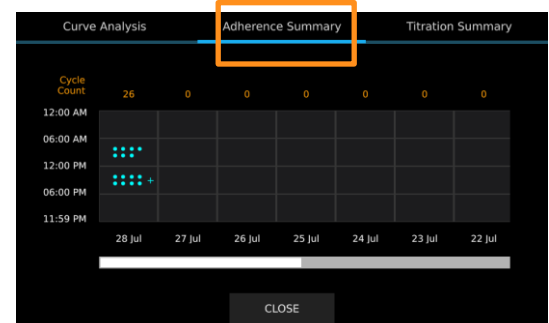 Curve Analysis Adherence Summary Titration Summary
Cycle
Count 26 0 0 0 0 0 0
12:00 AM
06:00 AM
12:00 PM
+
06:00 PM
11:59 PM
28 Jul 27 Jul 26 Jul 25 Jul 24 Jul 23 Jul 22 Jul
CLOSE